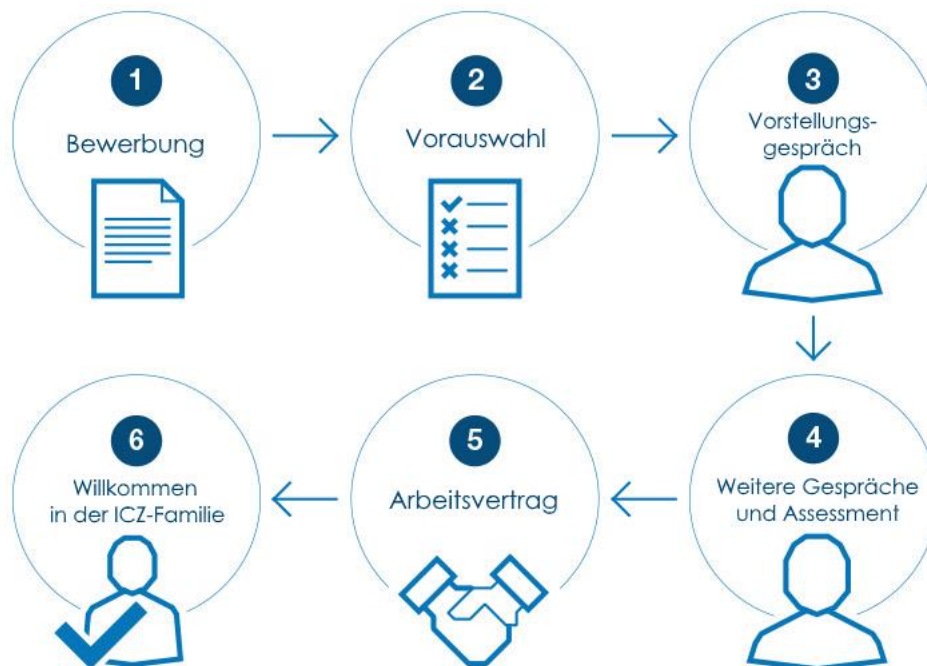 1
Bewerbung
2
Vorauswahl
3
Vorstellungs-
gespräch
4
Weitere Gespräche
und Assessment
5
Arbeitsvertrag
6
Willkommen
in der ICZ-Familie